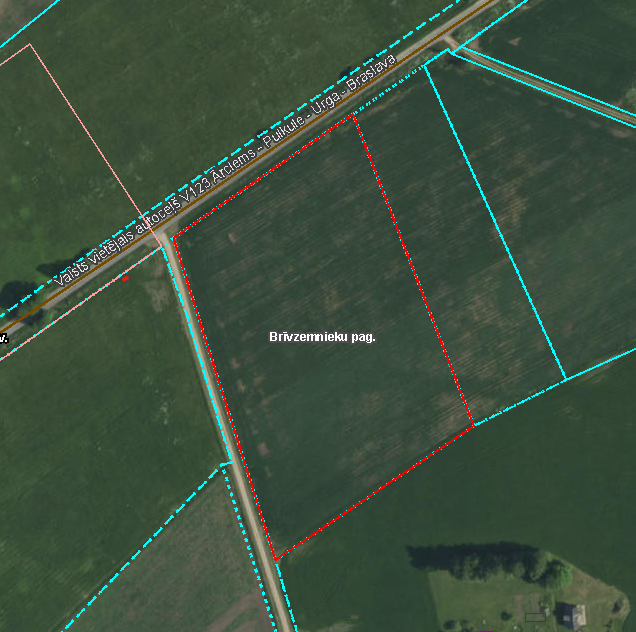 Valsts vietējais autoceļš V123 Ārciems - Puikule - Urga - Braslava
v.
Brīvzemnieku pag.